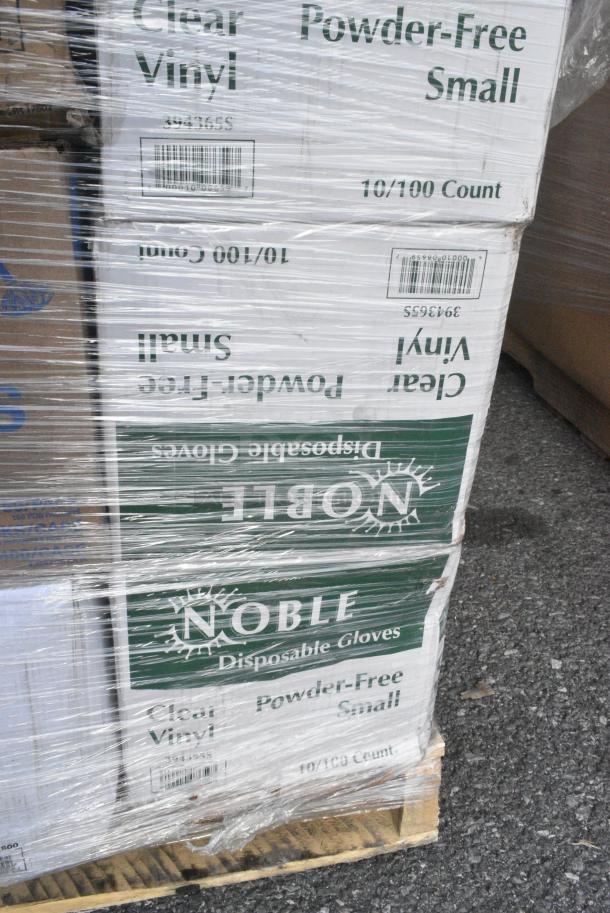 Clear
Vinyl
Powder-Free
Small
394365S
10/100 Count
10/100 Count
394365S
Clear
Vinyl
Powder-Free
Small
Disposable Gloves
NOBLE
NOBLE
Disposable Gloves
Clear
Vinyl
Powder-Free
Small
394365S
10/100 Count